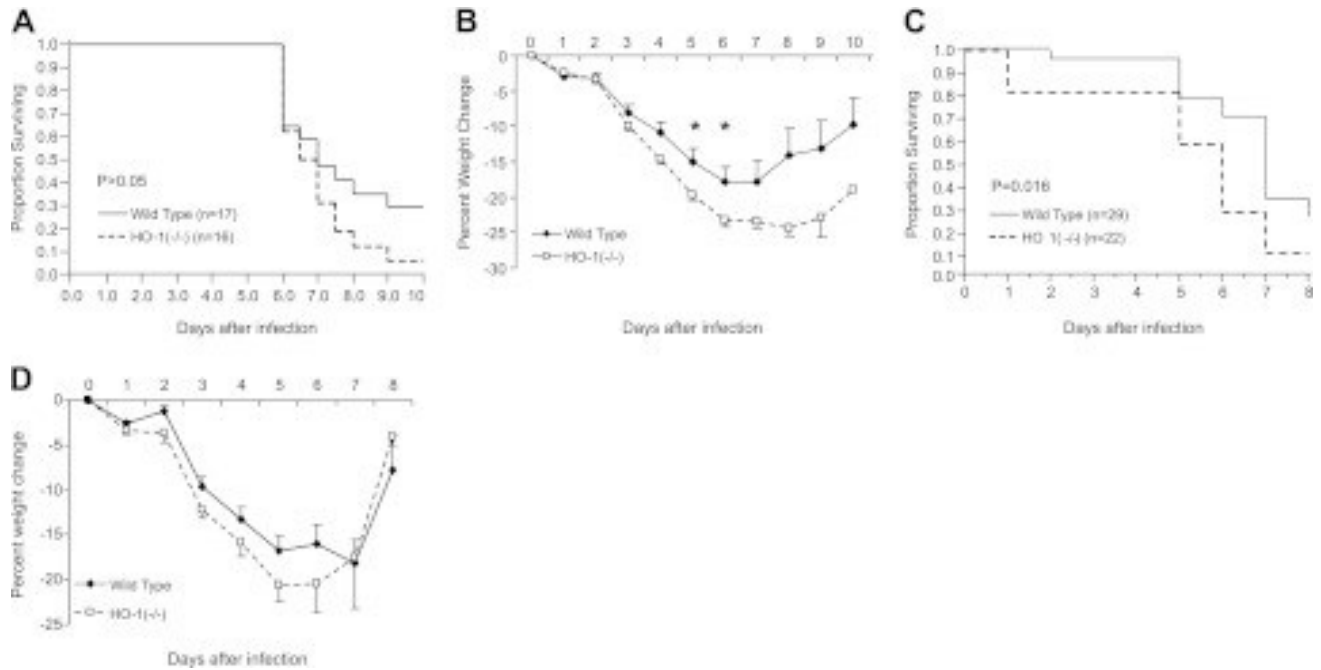 A
Proportion Surviving
1.0
0.9
0.8
0.7
0.6
0.5
0.4
0.3
0.2
0.1
0.0
P>0.05
Wild Type (n=17)
HO-1(-/-) (n=16)
0.0 1.0 2.0 3.0 4.0 5.0 6.0 7.0 8.0 9.0 10
Days after infection
B
0 1 2 3 4 5 6 7 8 9 10
Percent Weight Change
0
-5
-10
-15
-20
-25
-30
* *
Wild Type
HO-1(-/-)
Days after infection
C
Proportion Surviving
1.0
0.9
0.8
0.7
0.6
0.5
0.4
0.3
0.2
0.1
0.0
P=0.016
Wild Type (n=29)
HO 1(-/-) (n=22)
0 1 2 3 4 5 6 7 8
Days after infection
D
0 1 2 3 4 5 6 7 8
Percent weight change
0
-5
-10
-15
-20
-25
Wild Type
HO-1(-/-)
Days after infection